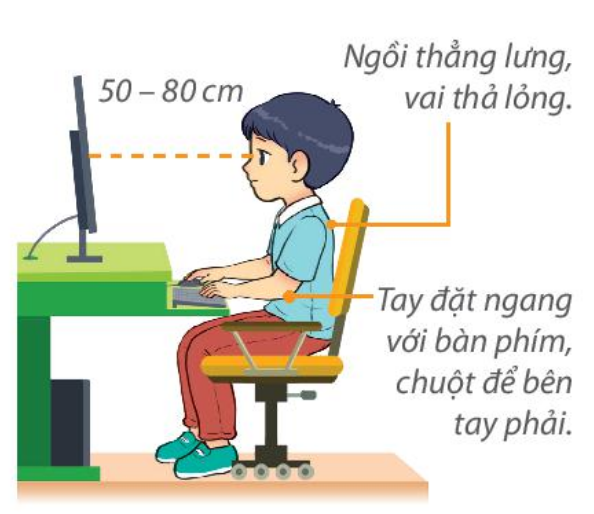 50 – 80 cm
Ngồi thẳng lưng,
vai thả lỏng.
Tay đặt ngang
với bàn phím,
chuột để bên
tay phải.